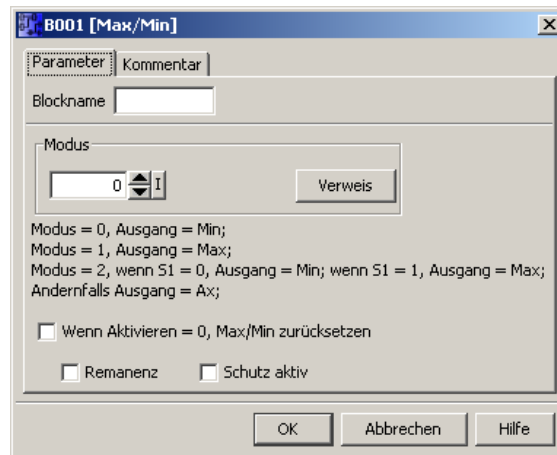 B001 [Max/Min]
Parameter Kommentar
Blockname
Modus
0 I Verweis
Modus = 0, Ausgang = Min;
Modus = 1, Ausgang = Max;
Modus = 2, wenn S1 = 0, Ausgang = Min; wenn S1 = 1, Ausgang = Max;
Andernfalls Ausgang = Ax;
Wenn Aktivieren = 0, Max/Min zurücksetzen
Remanenz Schutz aktiv
OK Abbrechen Hilfe